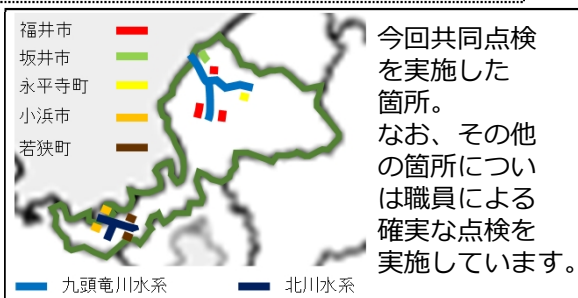 福井市
坂井市
永平寺町
小浜市
若狭町
九頭竜川水系
北川水系
今回共同点検
を実施した
箇所。
なお、その他
の箇所につい
は職員による
確実な点検を
実施しています。